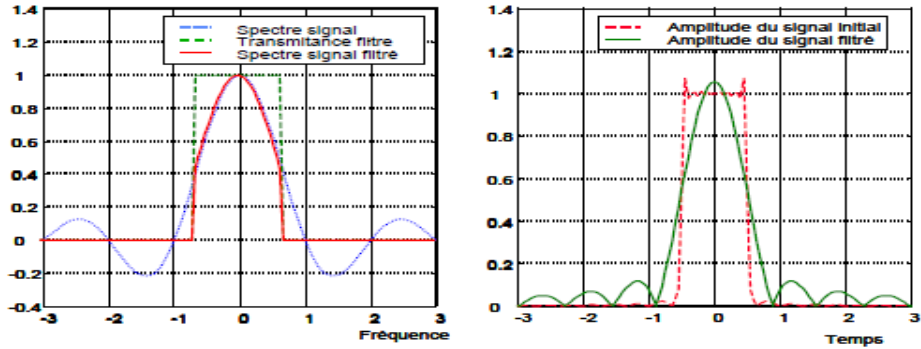 1.4
1.2
1
0.8
0.6
0.4
0.2
0
-0.2
-0.4
Spectre signal
Transmitance filtre
Spectre signal filtré
-3 -2 -1 0 1 2 3
Fréquence
1.4
1.2
1
0.8
0.6
0.4
0.2
0
Amplitude du signal initial
Amplitude du signal filtré
-3 -2 -1 0 1 2 3
Temps